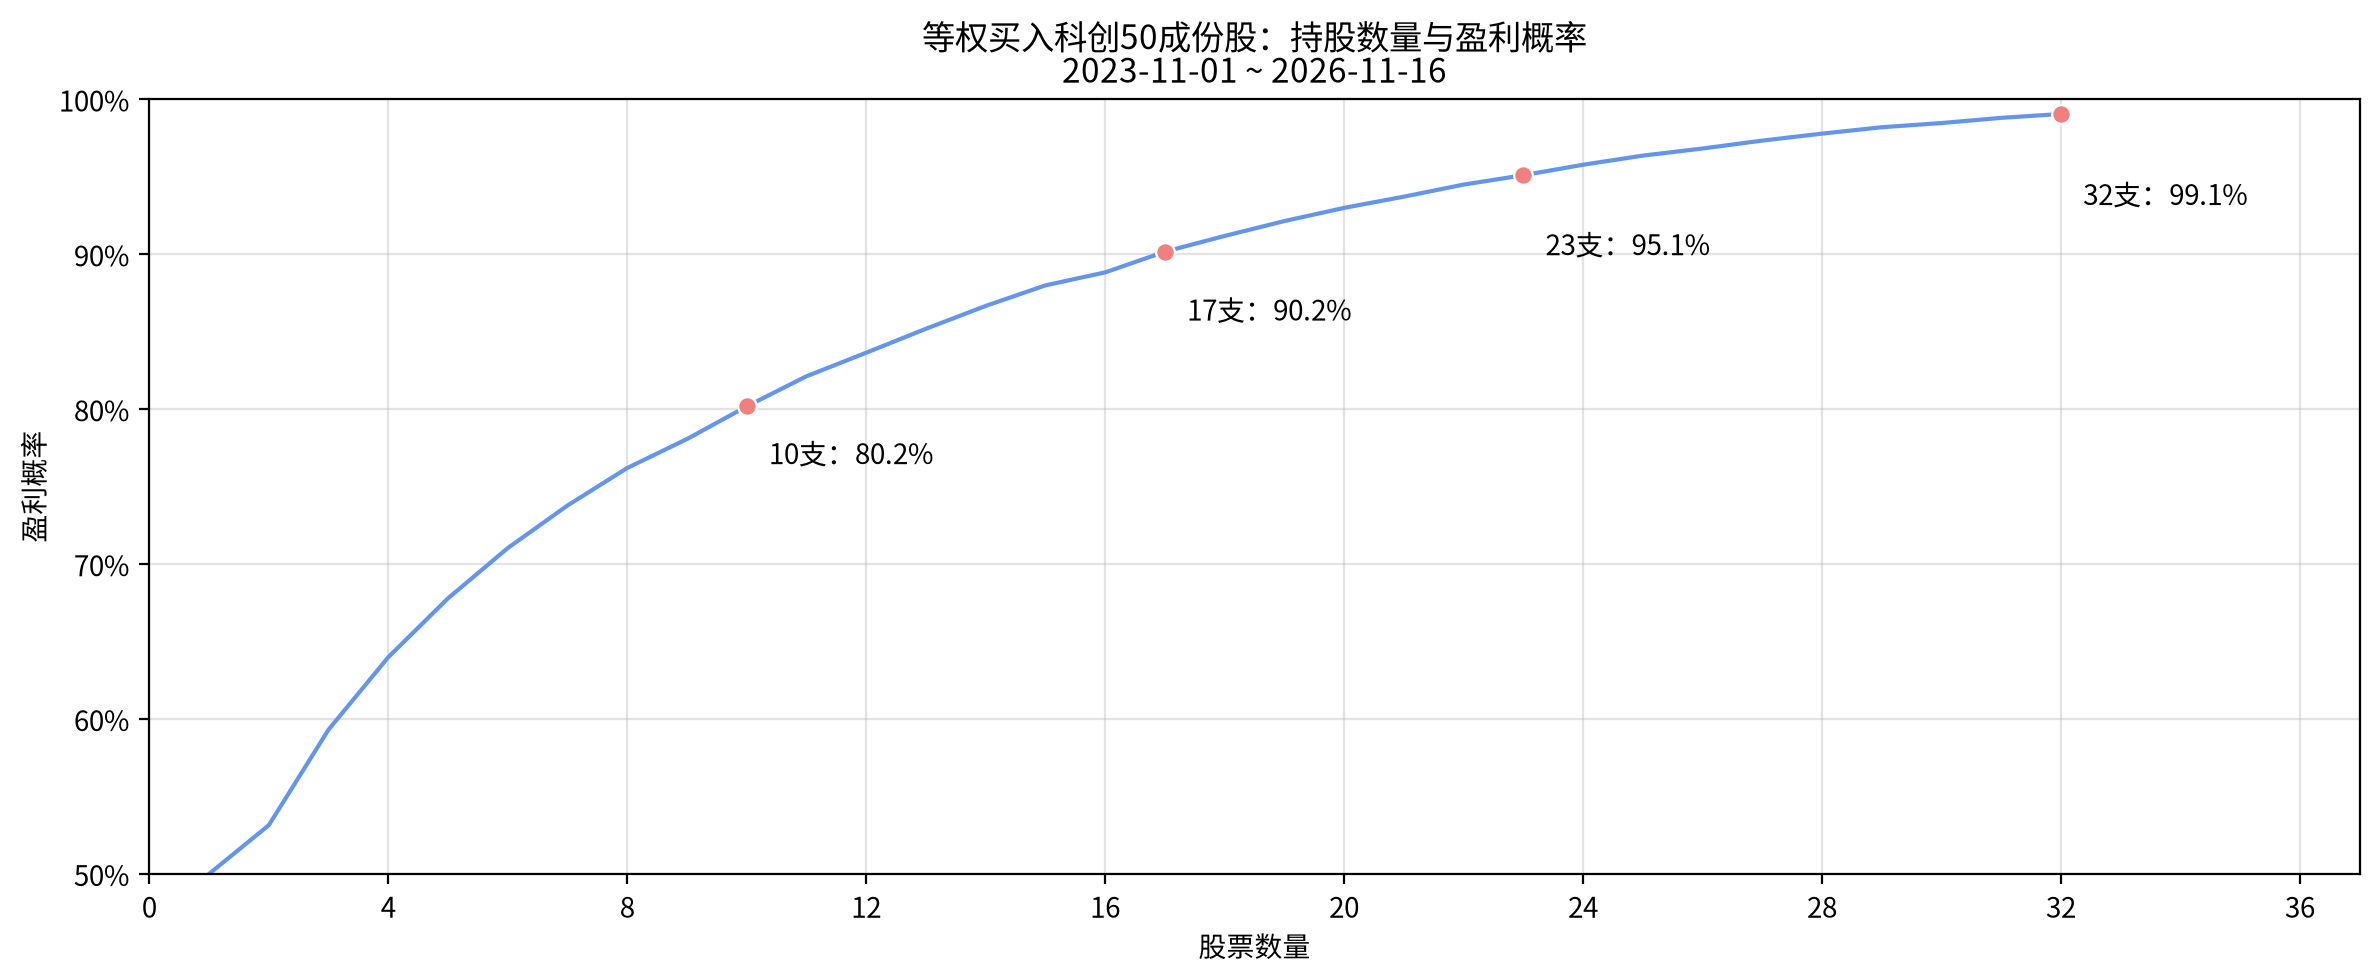 等权买入科创50成份股：持股数量与盈利概率
2023-11-01 ~ 2026-11-16
100%
90%
80%
70%
60%
50%
盈利概率
10支：80.2%
17支：90.2%
23支：95.1%
32支：99.1%
0 4 8 12 16 20 24 28 32 36
股票数量